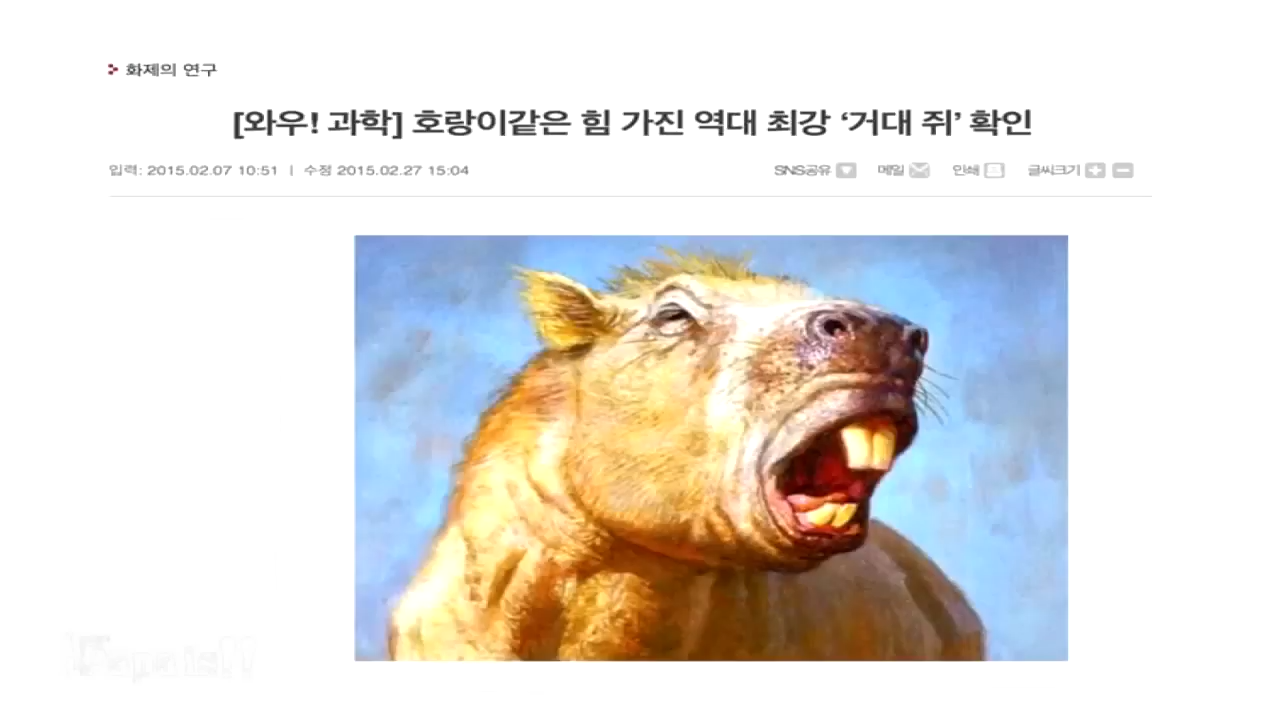 화제의 연구
[와우! 과학] 호랑이같은 힘 가진 역대 최강 ‘거대 쥐’ 확인
입력: 2015.02.07 10:51 | 수정 2015.02.27 15:04 SNS공유 메일 인쇄 글씨크기
Papa is!!